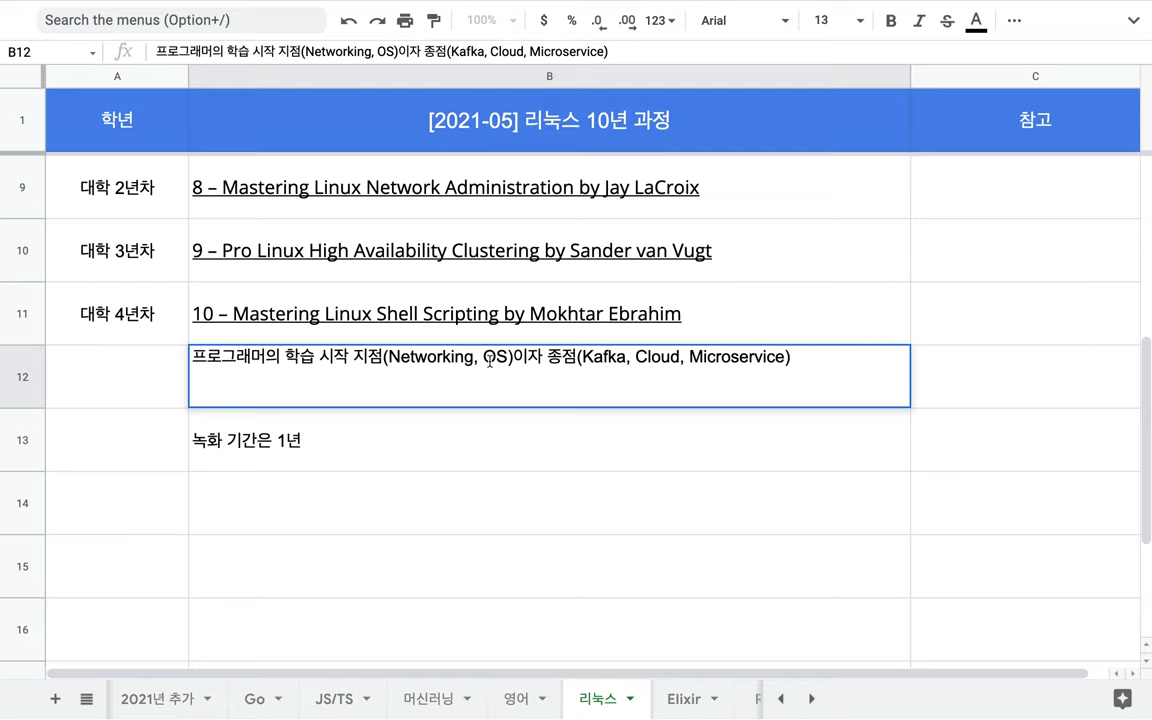 Search the menus (Option+/)
100%
$ % .0 .00 123
Arial
13
B I S A
B12
fx
프로그래머의 학습 시작 지점(Networking, OS)이자 종점(Kafka, Cloud, Microservice)
A B C
1 학년 [2021-05] 리눅스 10년 과정 참고
9 대학 2년차 8 – Mastering Linux Network Administration by Jay LaCroix
10 대학 3년차 9 – Pro Linux High Availability Clustering by Sander van Vugt
11 대학 4년차 10 – Mastering Linux Shell Scripting by Mokhtar Ebrahim
12 프로그래머의 학습 시작 지점(Networking, OS)이자 종점(Kafka, Cloud, Microservice)
13 녹화 기간은 1년
14
15
16
2021년 추가 Go JS/TS 머신러닝 영어 리눅스 Elixir